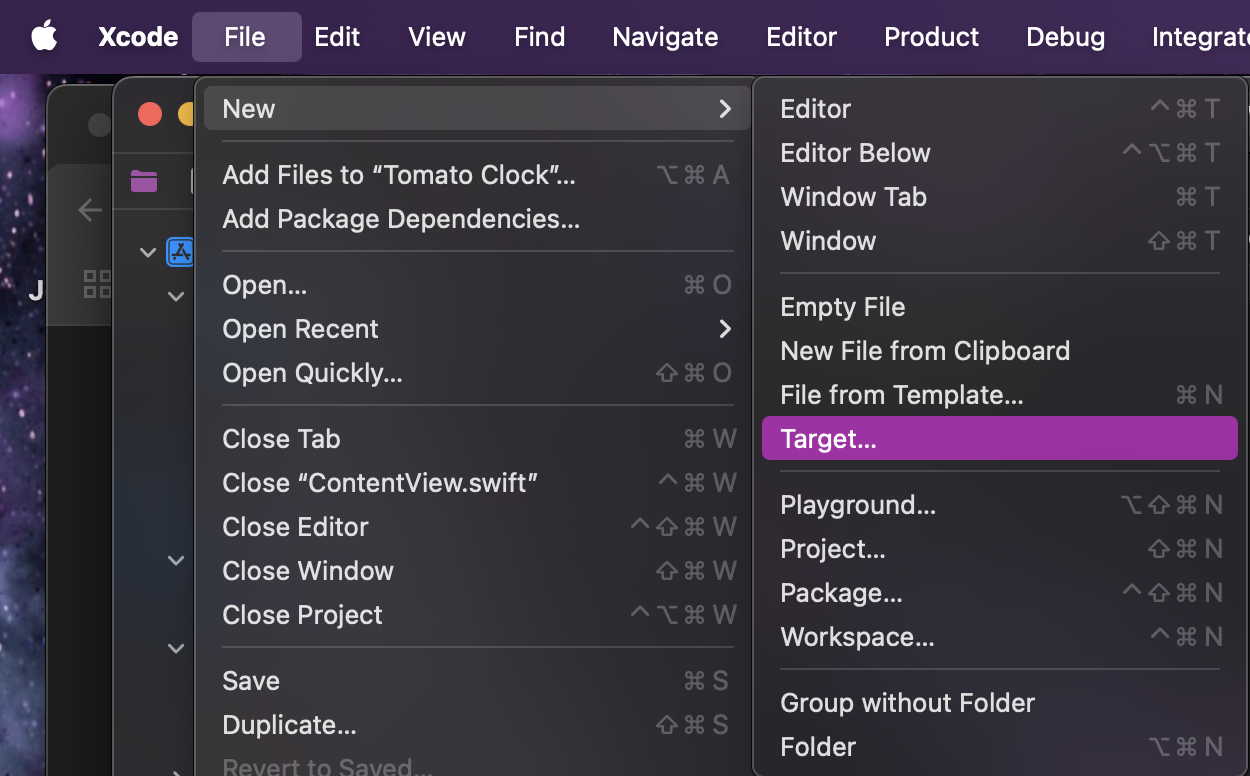 Xcode File Edit View Find Navigate Editor Product Debug Integrate
New
Add Files to “Tomato Clock”... ⌥⌘A
Add Package Dependencies...
Open... ⌘O
Open Recent
Open Quickly... ⇧⌘O
Close Tab ⌘W
Close “ContentView.swift” ^⌘W
Close Editor ^⇧⌘W
Close Window ⇧⌘W
Close Project ^⌥⌘W
Save ⌘S
Duplicate... ⇧⌘S
Revert to Saved...
Editor ^⌘T
Editor Below ^⌥⌘T
Window Tab ⌘T
Window ⇧⌘T
Empty File
New File from Clipboard
File from Template... ⌘N
Target...
Playground... ⌥⇧⌘N
Project... ⇧⌘N
Package... ^⇧⌘N
Workspace... ^⌘N
Group without Folder
Folder ⌥⌘N
J